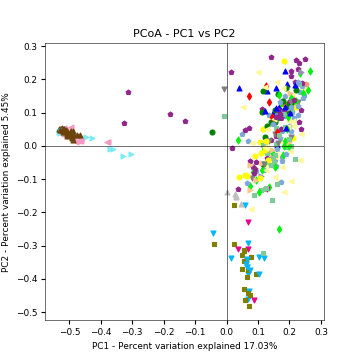 PCoA - PC1 vs PC2
PC2 - Percent variation explained 5.45%
0.3
0.2
0.1
0.0
−0.1
−0.2
−0.3
−0.4
−0.5
−0.5 −0.4 −0.3 −0.2 −0.1 0.0 0.1 0.2 0.3
PC1 - Percent variation explained 17.03%